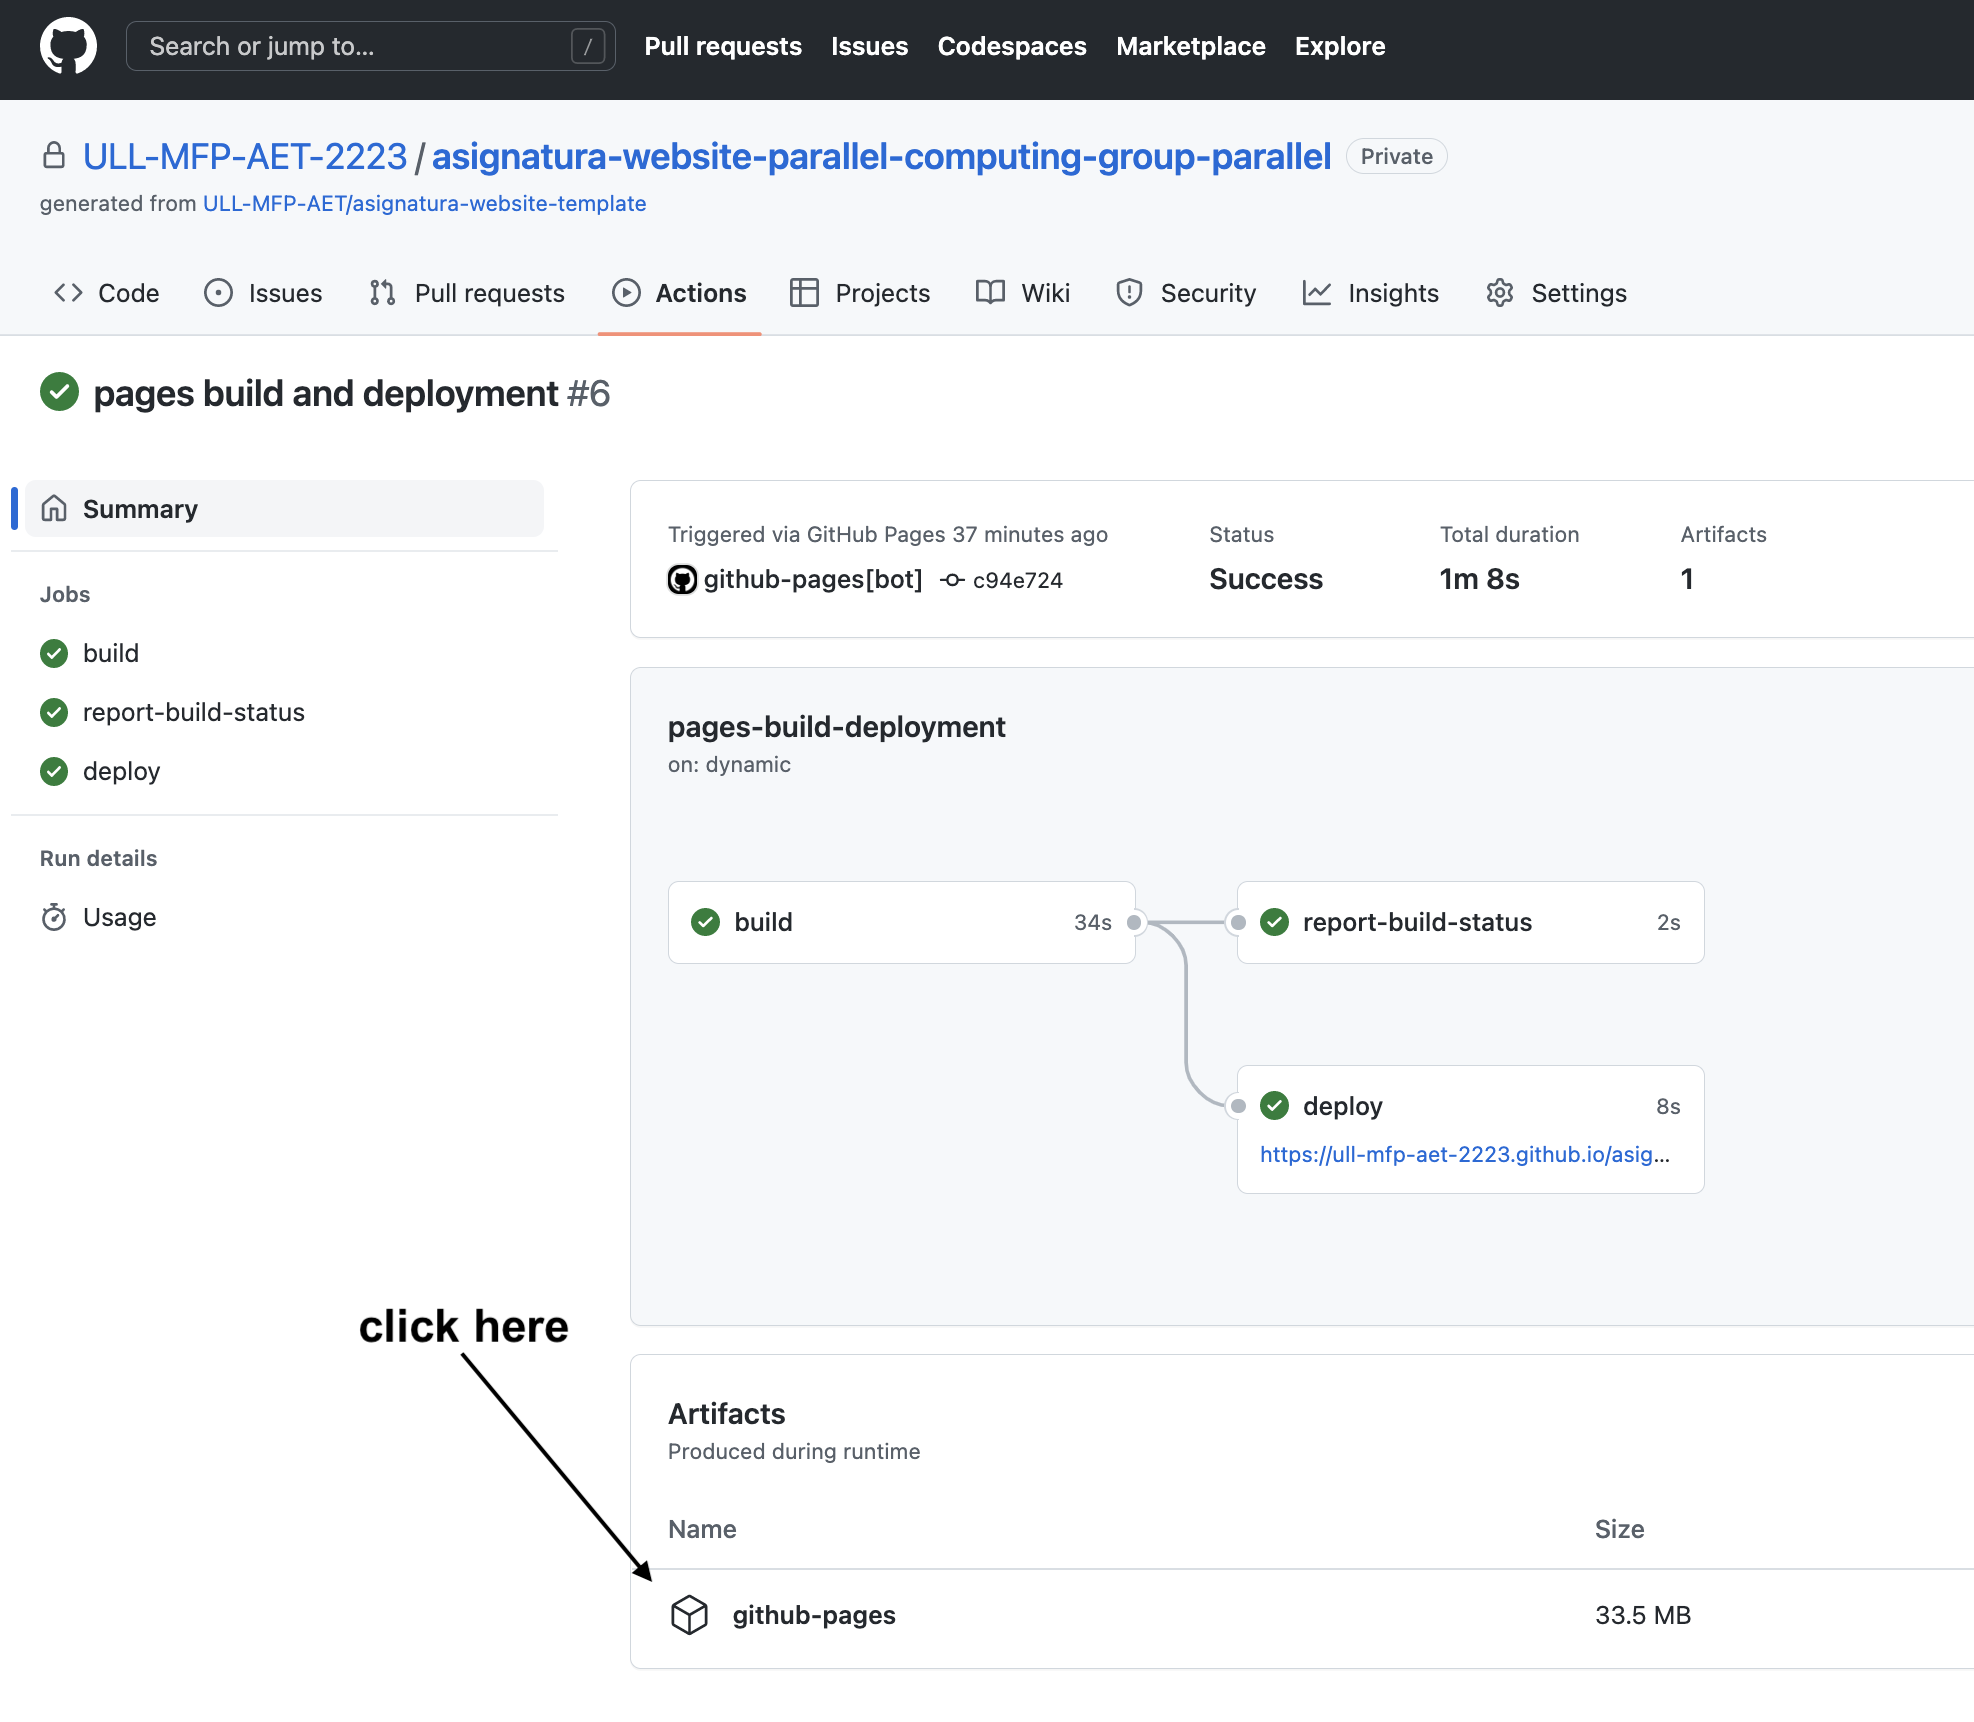 Search or jump to... /
Pull requests Issues Codespaces Marketplace Explore
ULL-MFP-AET-2223 / asignatura-website-parallel-computing-group-parallel Private
generated from ULL-MFP-AET/asignatura-website-template
Code Issues Pull requests Actions Projects Wiki Security Insights Settings
pages build and deployment #6
Summary
Jobs
build
report-build-status
deploy
Run details
Usage
Triggered via GitHub Pages 37 minutes ago
github-pages[bot] c94e724
Status
Success
Total duration
1m 8s
Artifacts
1
pages-build-deployment
on: dynamic
build 34s
report-build-status 2s
deploy 8s
https://ull-mfp-aet-2223.github.io/asig...
click here
Artifacts
Produced during runtime
Name Size
github-pages 33.5 MB